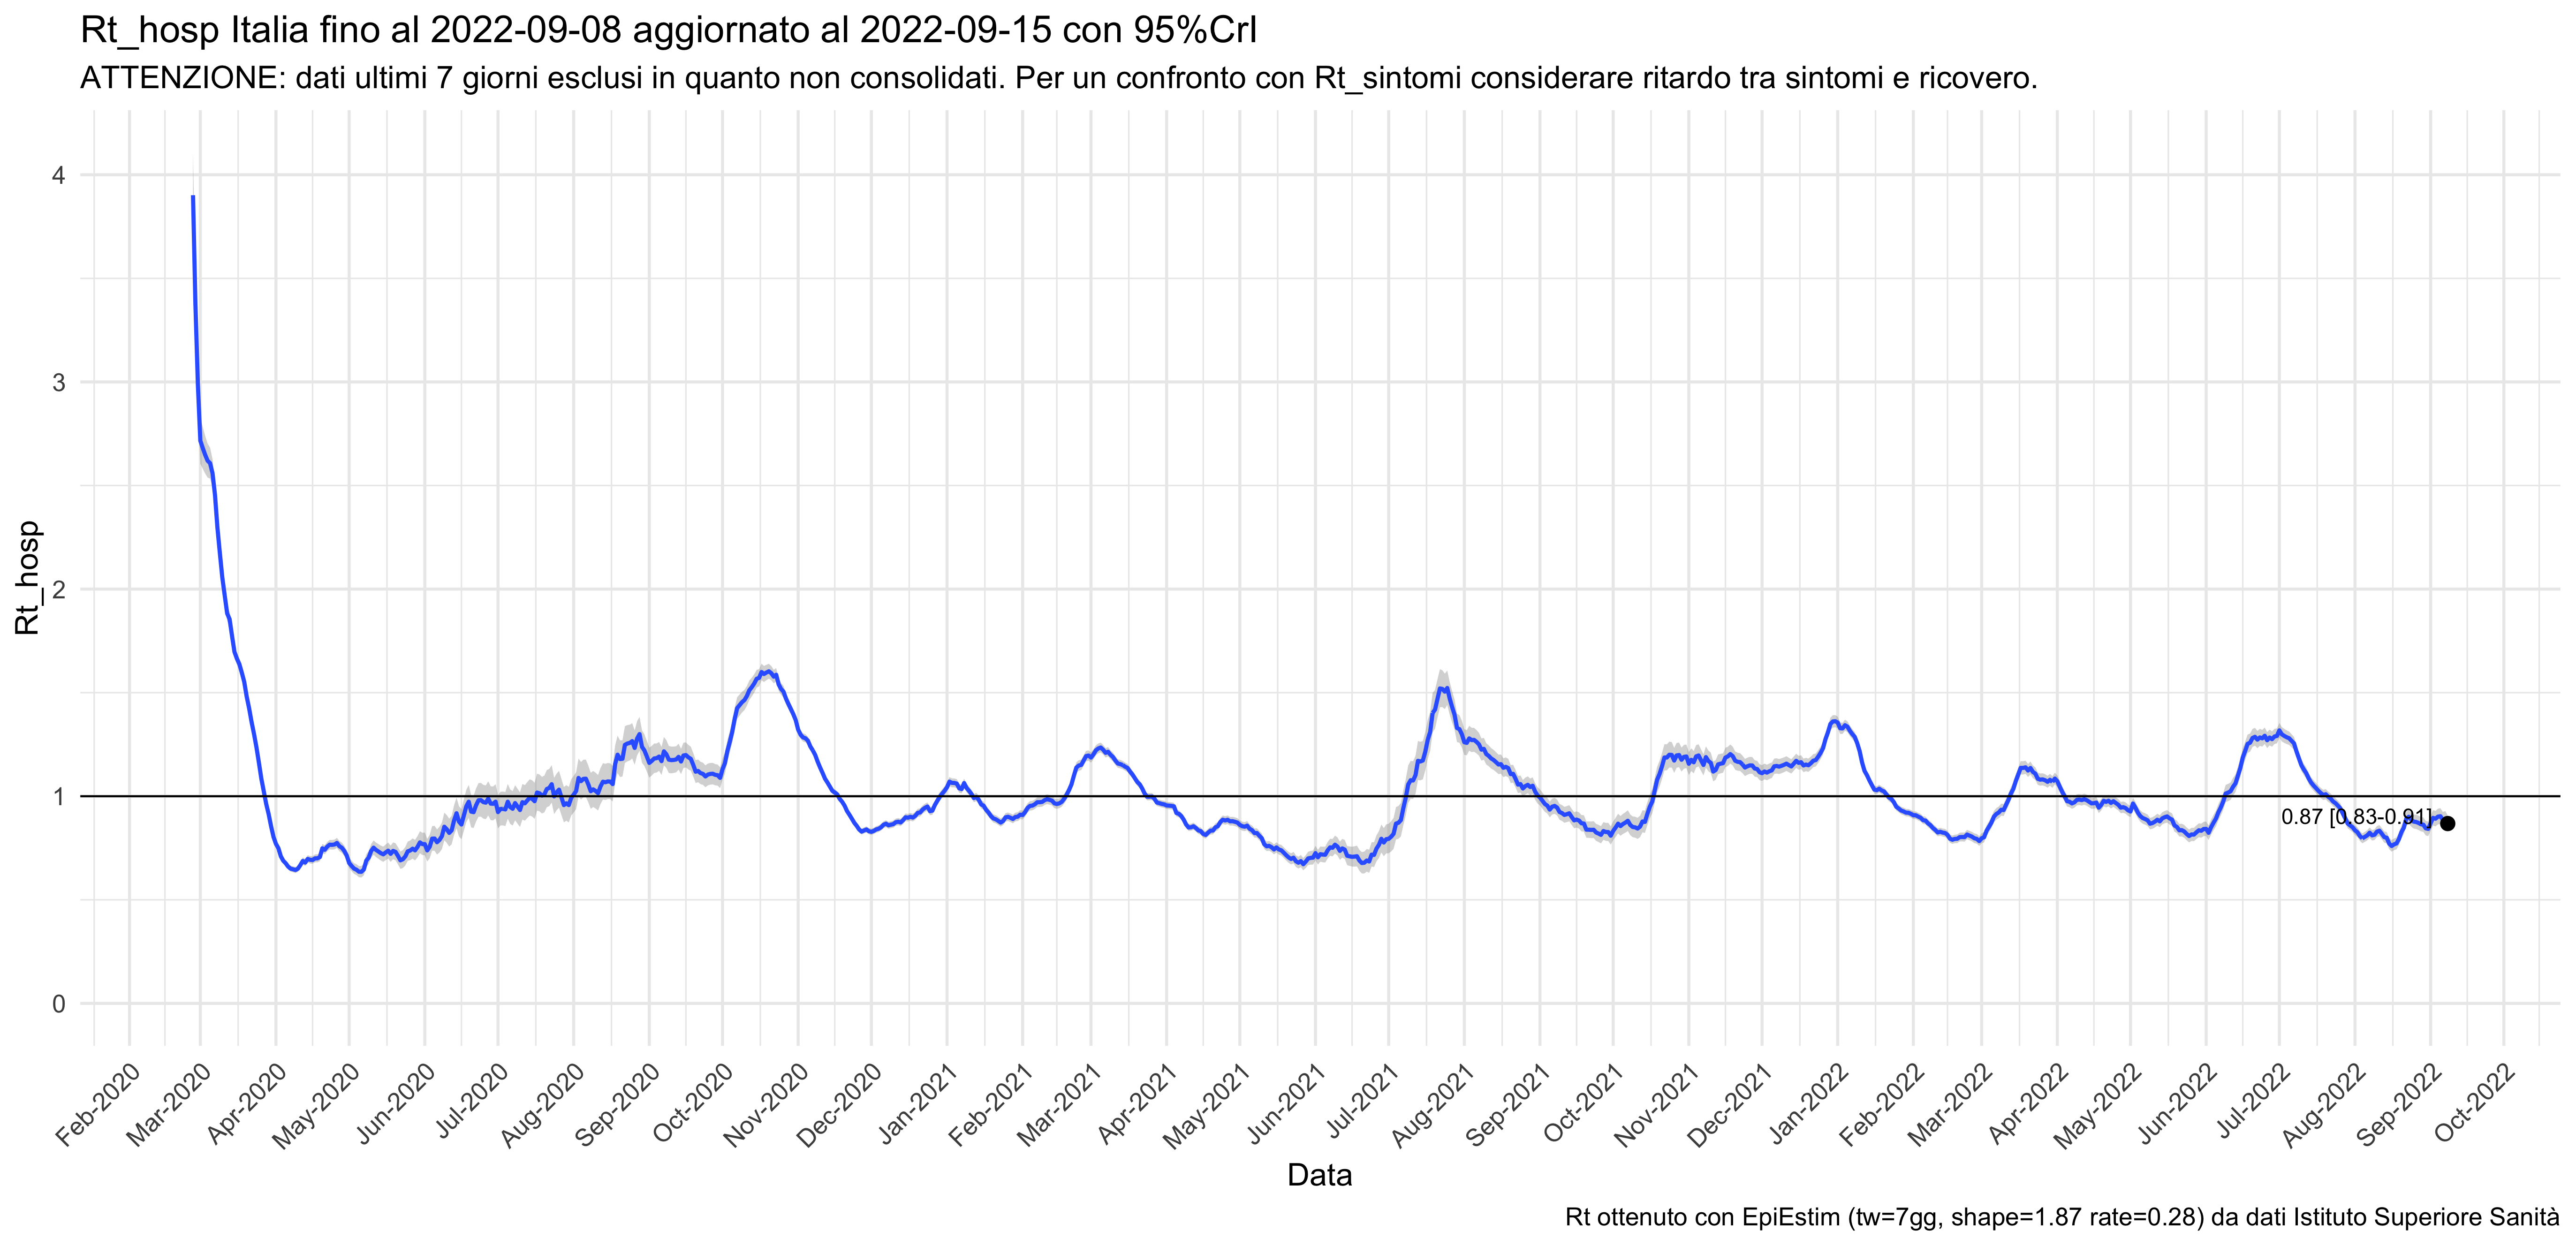 Rt_hosp Italia fino al 2022-09-08 aggiornato al 2022-09-15 con 95%CrI
ATTENZIONE: dati ultimi 7 giorni esclusi in quanto non consolidati. Per un confronto con Rt_sintomi considerare ritardo tra sintomi e ricovero.
4
3
2
1
0
Rt_hosp
0.87 [0.83-0.91]
Feb-2020
Mar-2020
Apr-2020
May-2020
Jun-2020
Jul-2020
Aug-2020
Sep-2020
Oct-2020
Nov-2020
Dec-2020
Jan-2021
Feb-2021
Mar-2021
Apr-2021
May-2021
Jun-2021
Jul-2021
Aug-2021
Sep-2021
Oct-2021
Nov-2021
Dec-2021
Jan-2022
Feb-2022
Mar-2022
Apr-2022
May-2022
Jun-2022
Jul-2022
Aug-2022
Sep-2022
Oct-2022
Data
Rt ottenuto con EpiEstim (tw=7gg, shape=1.87 rate=0.28) da dati Istituto Superiore Sanità